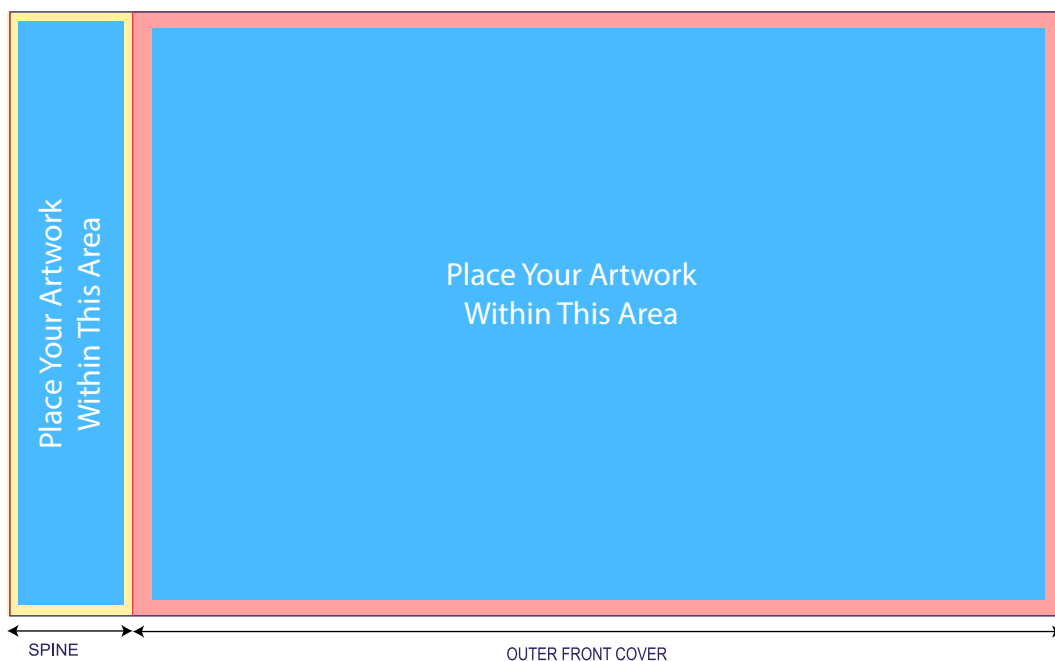 Place Your Artwork
Within This Area
Place Your Artwork
Within This Area
SPINE
OUTER FRONT COVER